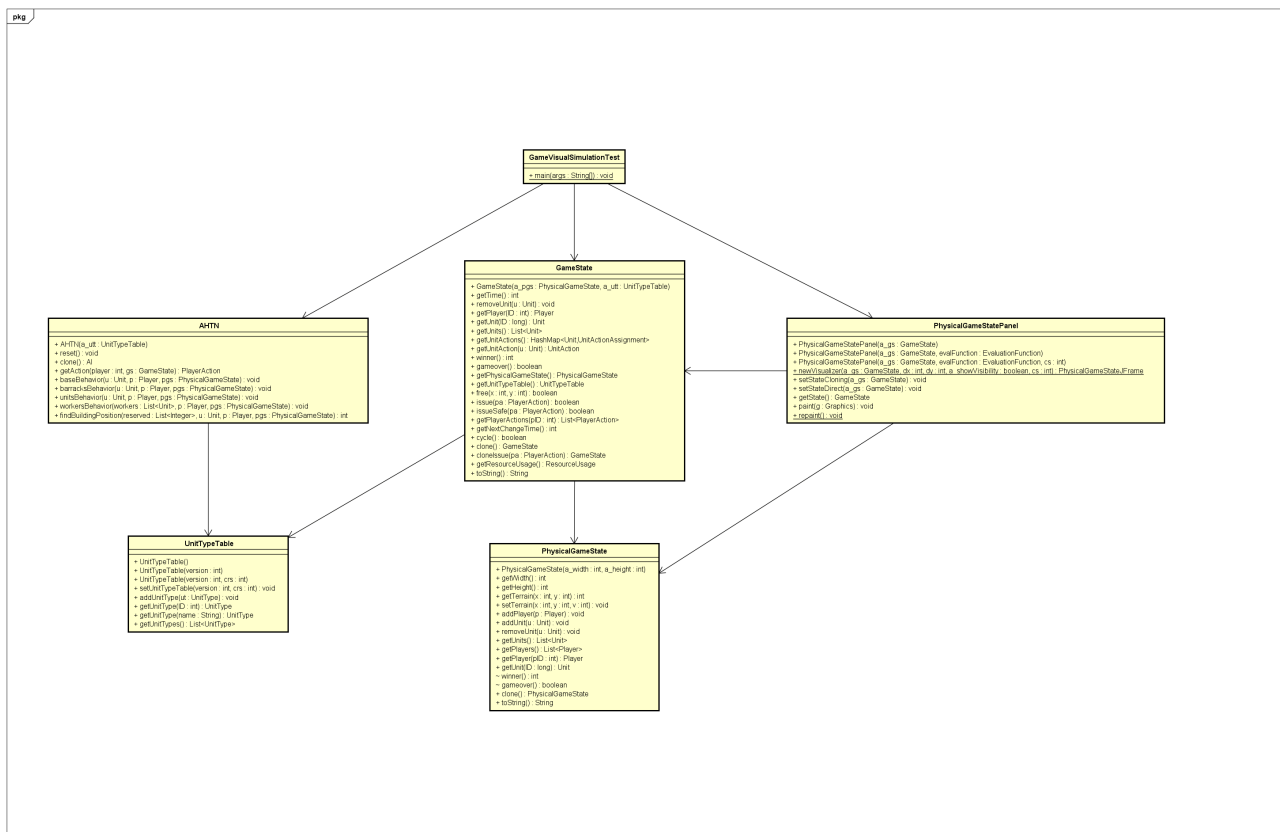 pkg
GameVisualSimulationTest
+ main(args : String[]) : void
GameState
+ GameState(a_pgs : PhysicalGameState, a_utt : UnitTypeTable)
+ getTime() : int
+ removeUnit(u : Unit) : void
+ getPlayer(ID : int) : Player
+ getUnit(ID : long) : Unit
+ getUnits() : List<Unit>
+ getUnitActions() : HashMap<Unit,UnitActionAssignment>
+ getUnitAction(u : Unit) : UnitAction
+ winner() : int
+ gameover() : boolean
+ getPhysicalGameState() : PhysicalGameState
+ getUnitTypeTable() : UnitTypeTable
+ free(x : int, y : int) : boolean
+ issue(pa : PlayerAction) : boolean
+ issueSafe(pa : PlayerAction) : boolean
+ getPlayerActions(pID : int) : List<PlayerAction>
+ getNextChangeTime() : int
+ cycle() : boolean
+ clone() : GameState
+ cloneIssue(pa : PlayerAction) : GameState
+ getResourceUsage() : ResourceUsage
+ toString() : String
AHTN
+ AHTN(a_utt : UnitTypeTable)
+ reset() : void
+ clone() : AI
+ getAction(player : int, gs : GameState) : PlayerAction
+ baseBehavior(u : Unit, p : Player, pgs : PhysicalGameState) : void
+ barracksBehavior(u : Unit, p : Player, pgs : PhysicalGameState) : void
+ unitsBehavior(u : Unit, p : Player, pgs : PhysicalGameState) : void
+ workersBehavior(workers : List<Unit>, p : Player, pgs : PhysicalGameState) : void
+ findBuildingPosition(reserved : List<Integer>, u : Unit, p : Player, pgs : PhysicalGameState) : int
PhysicalGameStatePanel
+ PhysicalGameStatePanel(a_gs : GameState)
+ PhysicalGameStatePanel(a_gs : GameState, evalFunction : EvaluationFunction)
+ PhysicalGameStatePanel(a_gs : GameState, evalFunction : EvaluationFunction, cs : int)
+ newVisualizer(a_gs : GameState, dx : int, dy : int, a_showVisibility : boolean, cs : int) : PhysicalGameStateJFrame
+ setStateCloning(a_gs : GameState) : void
+ setStateDirect(a_gs : GameState) : void
+ getState() : GameState
+ paint(g : Graphics) : void
+ repaint() : void
UnitTypeTable
+ UnitTypeTable()
+ UnitTypeTable(version : int)
+ UnitTypeTable(version : int, crs : int)
+ setUnitTypeTable(version : int, crs : int) : void
+ addUnitType(ut : UnitType) : void
+ getUnitType(ID : int) : UnitType
+ getUnitType(name : String) : UnitType
+ getUnitTypes() : List<UnitType>
PhysicalGameState
+ PhysicalGameState(a_width : int, a_height : int)
+ getWidth() : int
+ getHeight() : int
+ getTerrain(x : int, y : int) : int
+ setTerrain(x : int, y : int, v : int) : void
+ addPlayer(p : Player) : void
+ addUnit(u : Unit) : void
+ removeUnit(u : Unit) : void
+ getUnits() : List<Unit>
+ getPlayers() : List<Player>
+ getPlayer(pID : int) : Player
+ getUnit(ID : long) : Unit
~ winner() : int
~ gameover() : boolean
+ clone() : PhysicalGameState
+ toString() : String